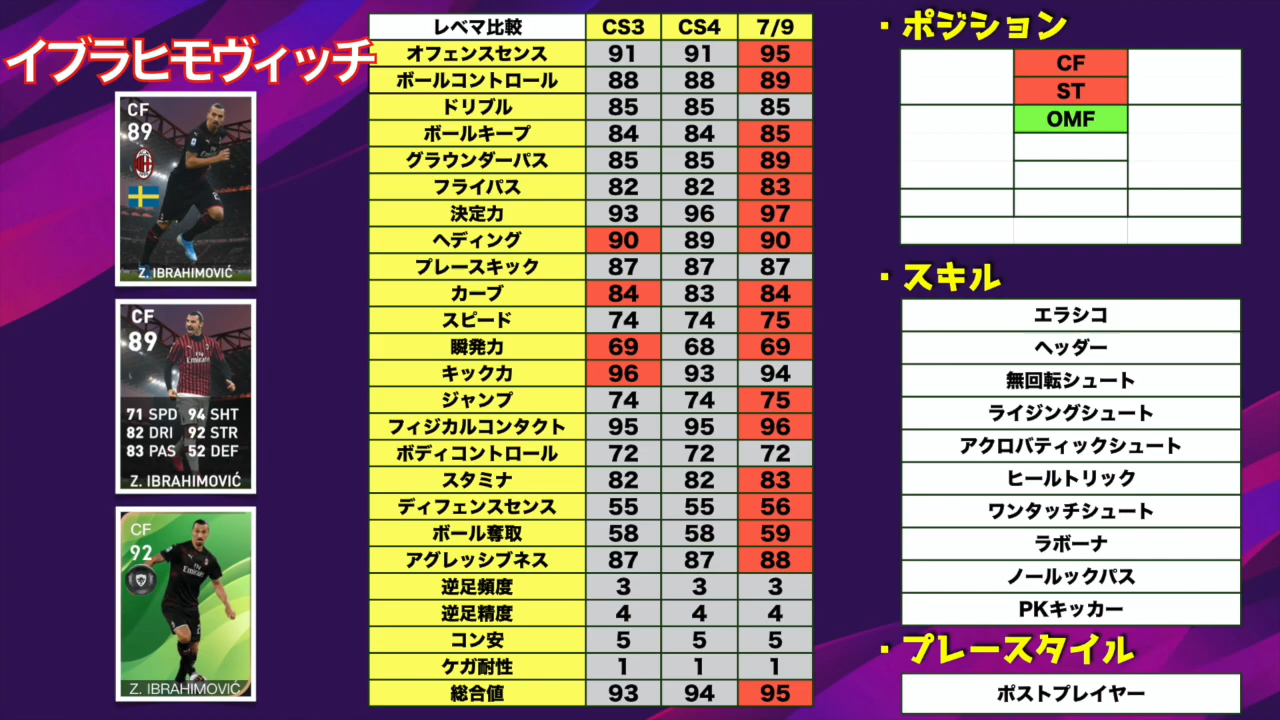 イブラヒモヴィッチ
CF
89
Z. IBRAHIMOVIĆ
CF
89
71 SPD 94 SHT
82 DRI 92 STR
83 PAS 52 DEF
Z. IBRAHIMOVIĆ
CF
92
Z. IBRAHIMOVIĆ
レベマ比較 CS3 CS4 7/9
オフェンスセンス 91 91 95
ボールコントロール 88 88 89
ドリブル 85 85 85
ボールキープ 84 84 85
グラウンダーパス 85 85 89
フライパス 82 82 83
決定力 93 96 97
ヘディング 90 89 90
プレースキック 87 87 87
カーブ 84 83 84
スピード 74 74 75
瞬発力 69 68 69
キック力 96 93 94
ジャンプ 74 74 75
フィジカルコンタクト 95 95 96
ボディコントロール 72 72 72
スタミナ 82 82 83
ディフェンスセンス 55 55 56
ボール奪取 58 58 59
アグレッシブネス 87 87 88
逆足頻度 3 3 3
逆足精度 4 4 4
コン安 5 5 5
ケガ耐性 1 1 1
総合値 93 94 95
・ポジション
CF
ST
OMF
・スキル
エラシコ
ヘッダー
無回転シュート
ライジングシュート
アクロバティックシュート
ヒールトリック
ワンタッチシュート
ラボーナ
ノールックパス
PKキッカー
・プレースタイル
ポストプレイヤー